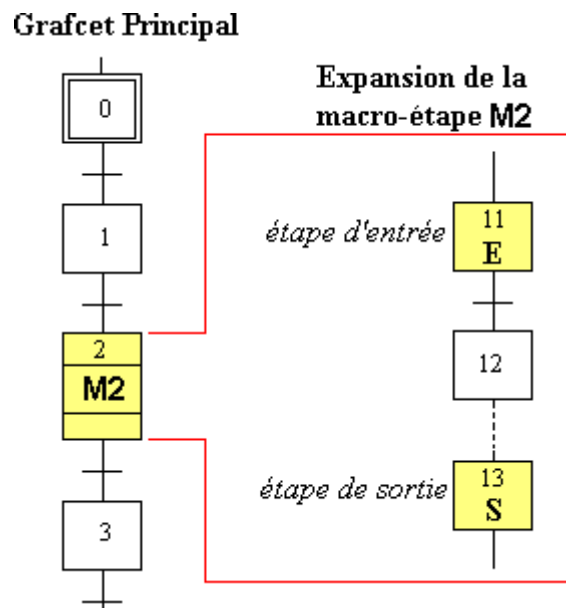 Grafcet Principal
0
1
2
M2
3
Expansion de la
macro-étape M2
étape d'entrée
11
E
12
étape de sortie
13
S